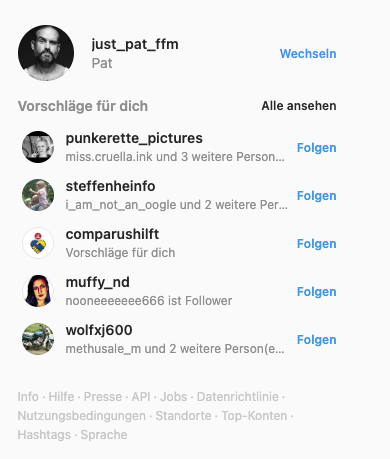 just_pat_ffm
Pat
Wechseln
Vorschläge für dich
Alle ansehen
punkerette_pictures
miss.cruella.ink und 3 weitere Person...
Folgen
steffenheinfo
i_am_not_an_oogle und 2 weitere Per...
Folgen
comparushilft
Vorschläge für dich
Folgen
muffy_nd
nooneeeeeee666 ist Follower
Folgen
wolfxj600
methusale_m und 2 weitere Person(e...
Folgen
Info · Hilfe · Presse · API · Jobs · Datenrichtlinie ·
Nutzungsbedingungen · Standorte · Top-Konten ·
Hashtags · Sprache